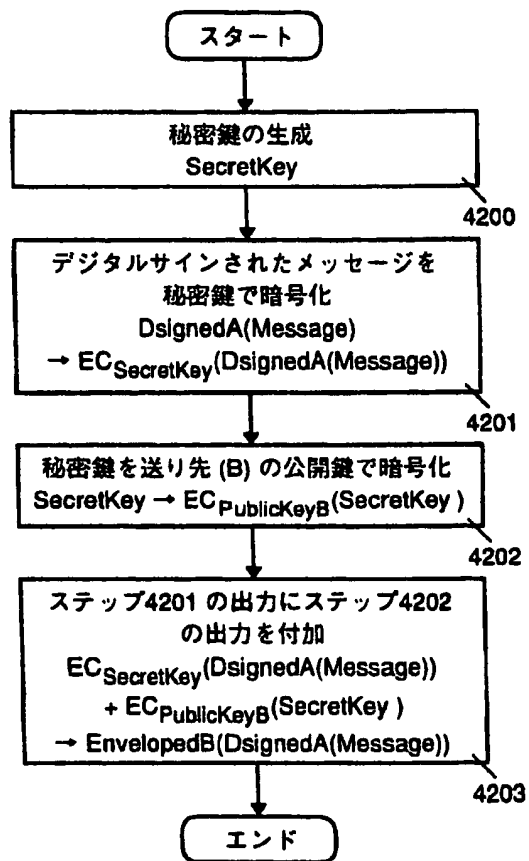 スタート
秘密鍵の生成
SecretKey
4200
デジタルサインされたメッセージを
秘密鍵で暗号化
DsignedA(Message)
→ ECSecretKey(DsignedA(Message))
4201
秘密鍵を送り先 (B) の公開鍵で暗号化
SecretKey → ECPublicKeyB(SecretKey )
4202
ステップ4201 の出力にステップ4202
の出力を付加
ECSecretKey(DsignedA(Message))
+ ECPublicKeyB(SecretKey )
→ EnvelopedB(DsignedA(Message))
4203
エンド